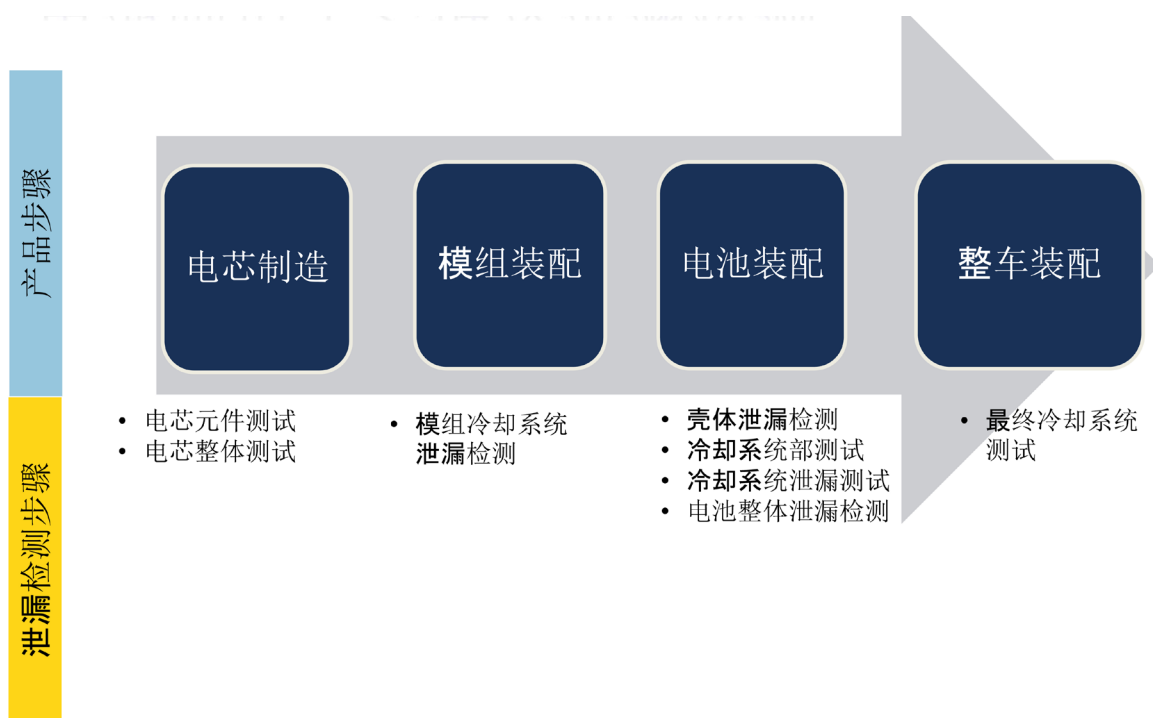 产品步骤
电芯制造
模组装配
电池装配
整车装配
泄漏检测步骤
• 电芯元件测试
• 电芯整体测试
• 模组冷却系统
泄漏检测
• 壳体泄漏检测
• 冷却系统部测试
• 冷却系统泄漏测试
• 电池整体泄漏检测
• 最终冷却系统
测试